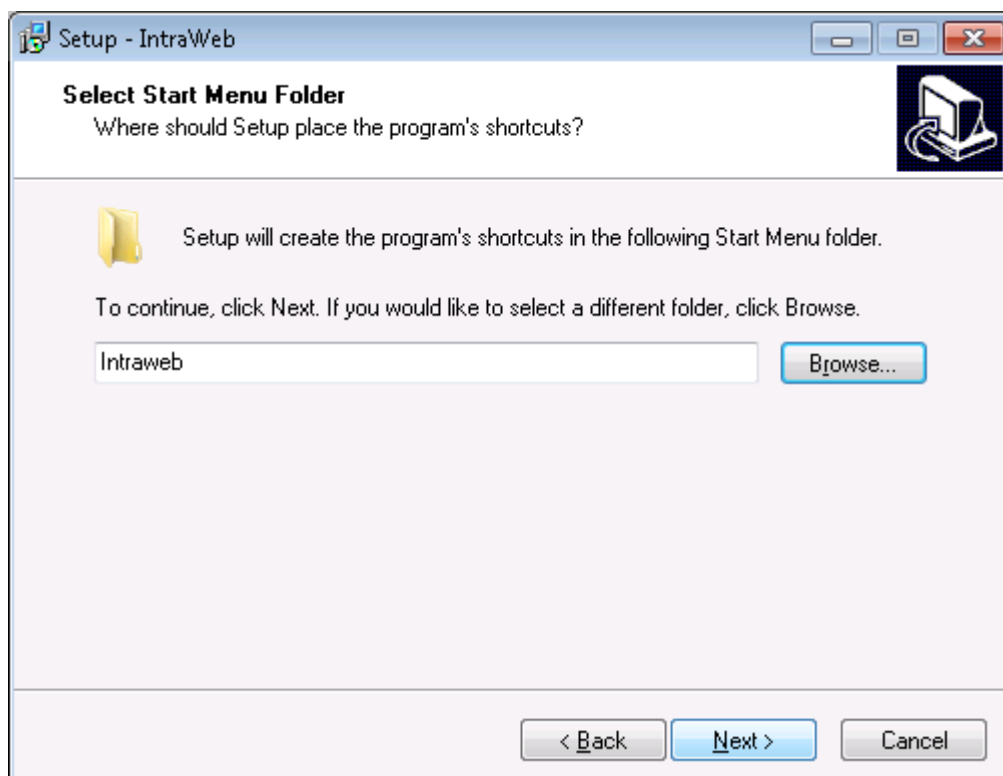 Setup - IntraWeb
Select Start Menu Folder
Where should Setup place the program's shortcuts?
Setup will create the program's shortcuts in the following Start Menu folder.
To continue, click Next. If you would like to select a different folder, click Browse.
Intraweb
Browse...
< Back
Next >
Cancel